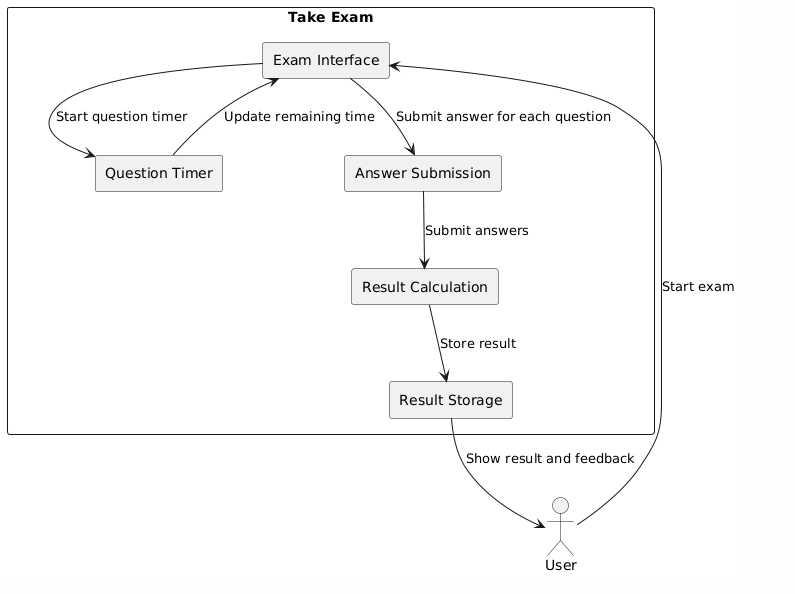 Take Exam
Exam Interface
Start question timer
Update remaining time
Submit answer for each question
Question Timer
Answer Submission
Submit answers
Result Calculation
Start exam
Store result
Result Storage
Show result and feedback
User